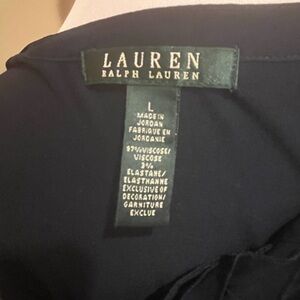 LAUREN
RALPH LAUREN
L
MADE IN
JORDAN
FABRIQUE EN
JORDANIE
97%VISCOSE/
VISCOSE
3%
ELASTANE/
ELASTHANNE
EXCLUSIVE OF
DECORATION/
GARNITURE
EXCLUE